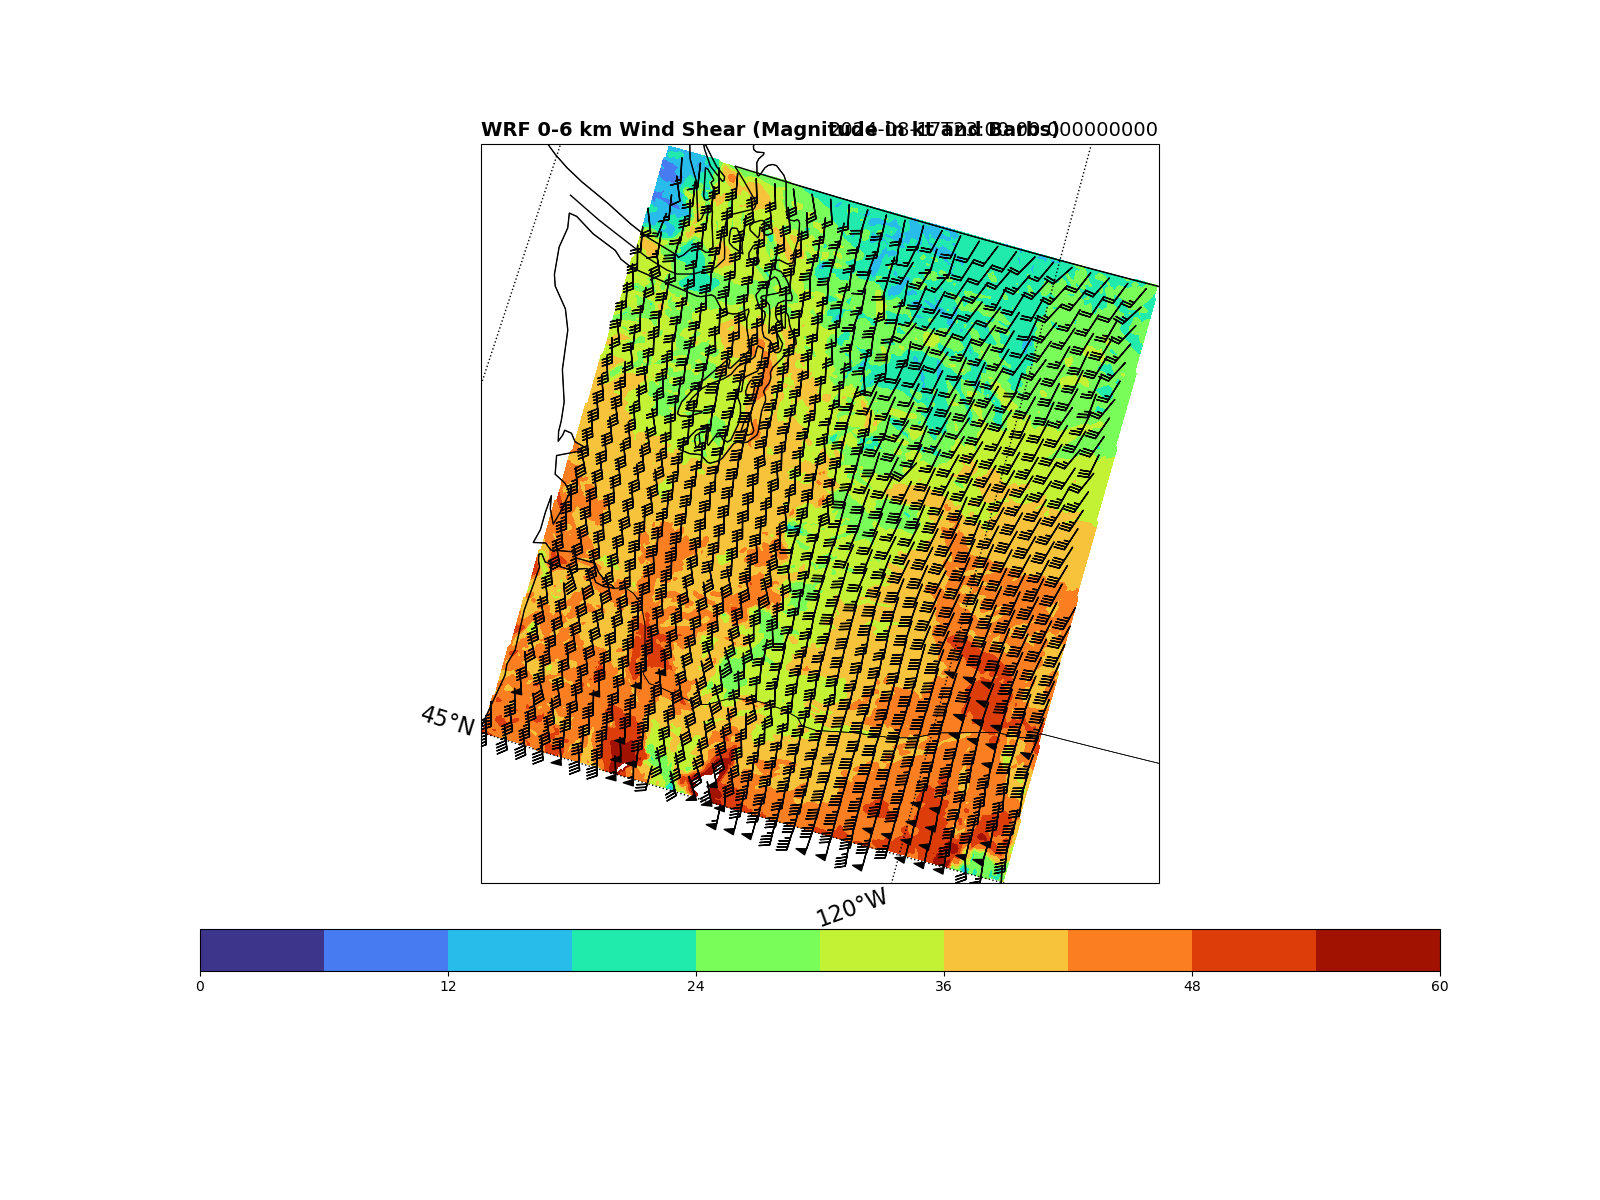 WRF 0-6 km Wind Shear (Magnitude in kt and Barbs)
2024-08-17T23:00:00.000000000
45°N
120°W
0 12 24 36 48 60